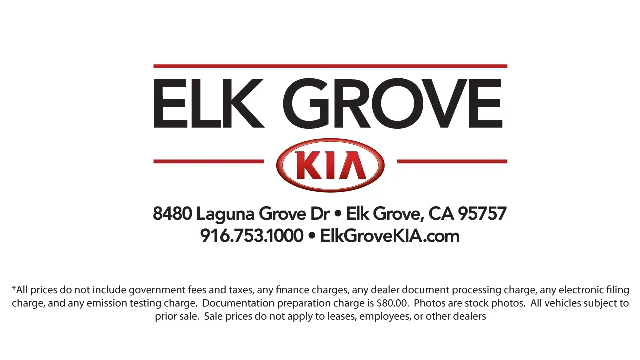 ELK GROVE
KIA
8480 Laguna Grove Dr • Elk Grove, CA 95757
916.753.1000 • ElkGroveKIA.com
*All prices do not include government fees and taxes, any finance charges, any dealer document processing charge, any electronic filing
charge, and any emission testing charge.  Documentation preparation charge is $80.00.  Photos are stock photos.  All vehicles subject to
prior sale.  Sale prices do not apply to leases, employees, or other dealers